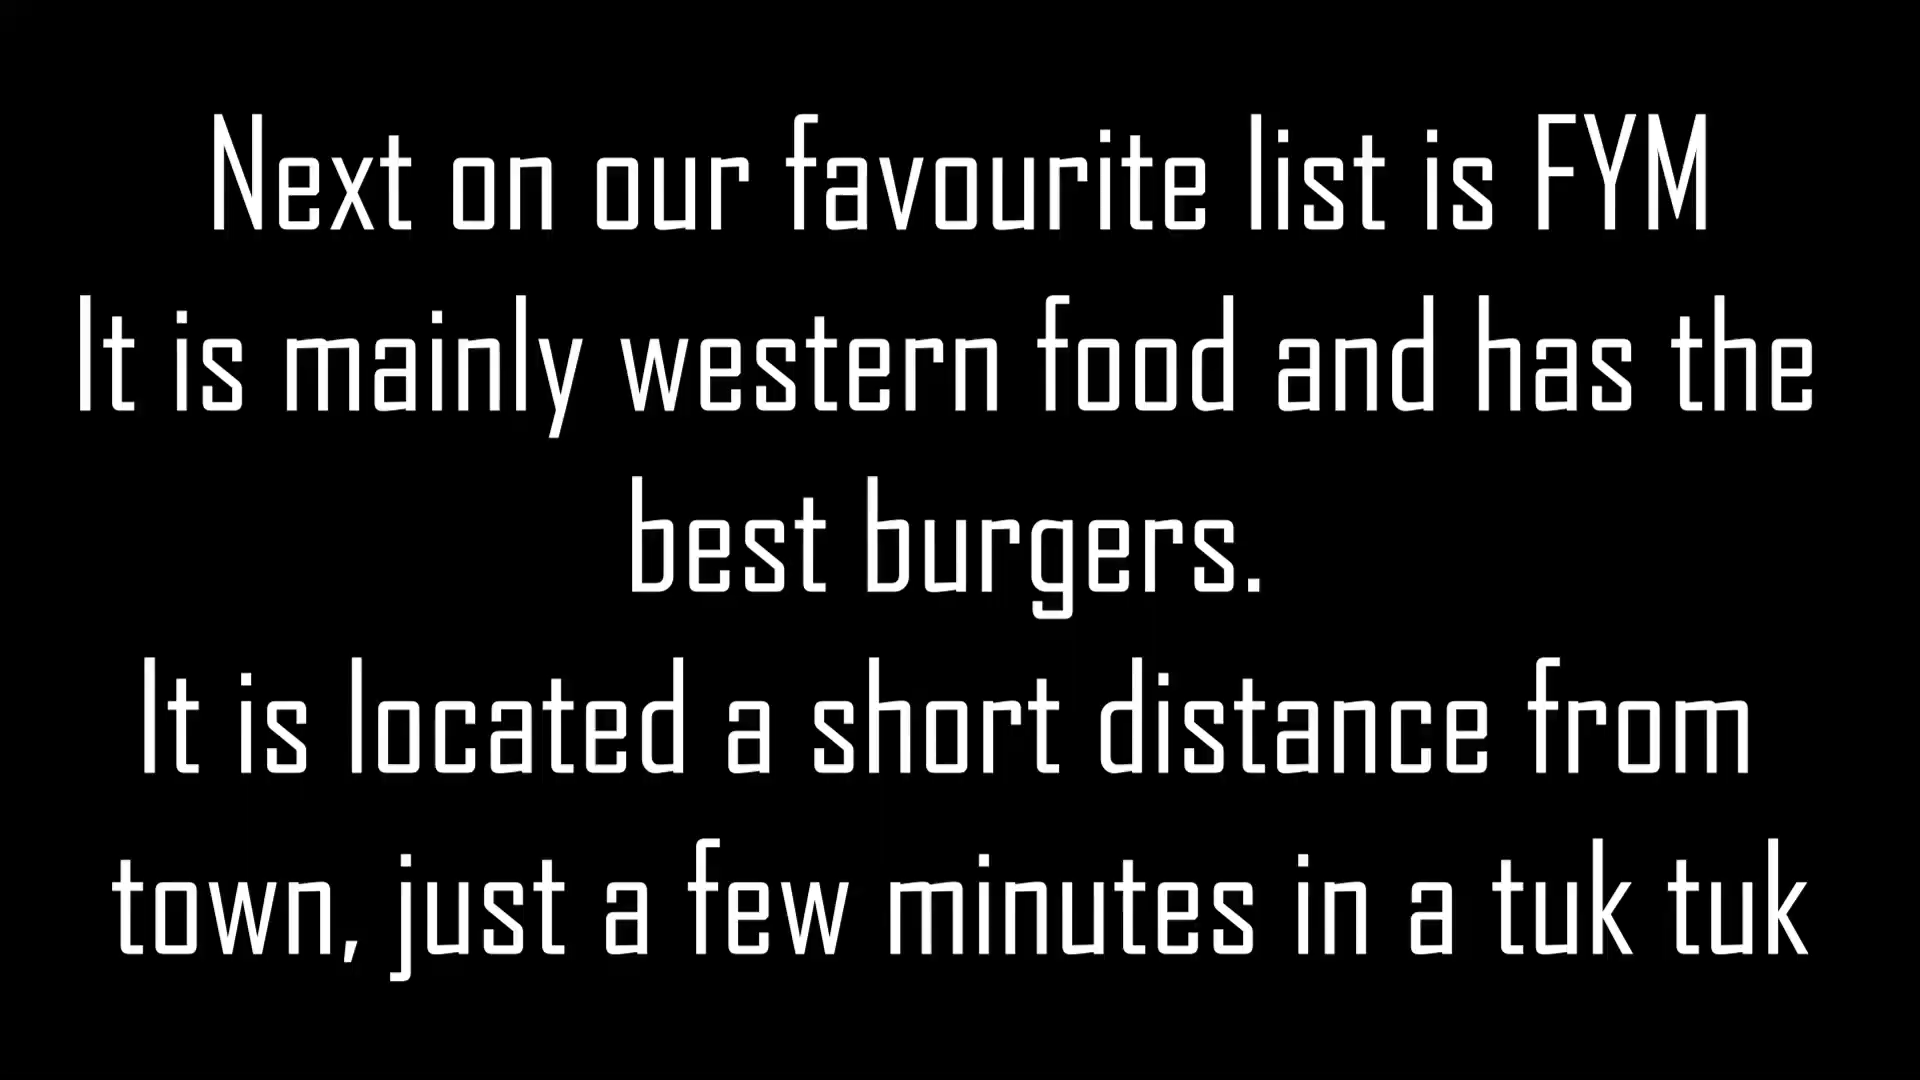 Next on our favourite list is FYM
It is mainly western food and has the
best burgers.
It is located a short distance from
town, just a few minutes in a tuk tuk